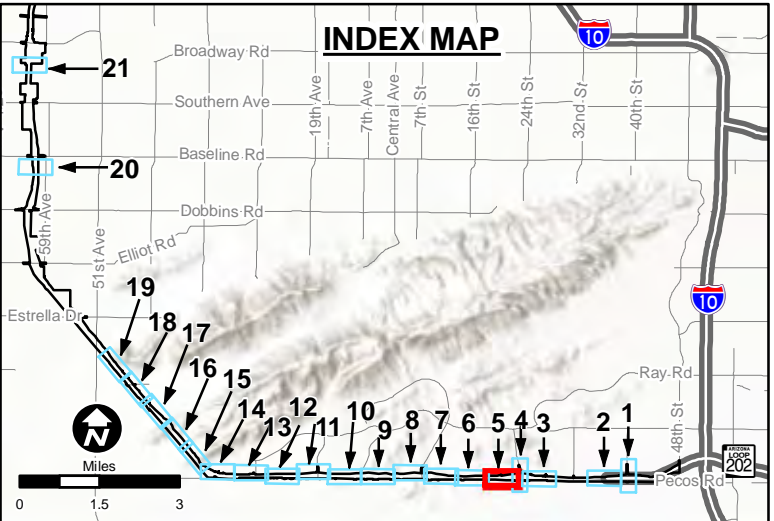 INDEX MAP
10
Broadway Rd
21
19th Ave
7th Ave
Central Ave
7th St
16th St
24th St
32nd St
40th St
Southern Ave
Baseline Rd
20
Dobbins Rd
59th Ave
51st Ave
Elliot Rd
Estrella Dr
10
19
18
17
16
15
14
13
12
11
10
9
8
7
6
5
4
3
2
1
Ray Rd
48th St
ARIZONA
LOOP
202
Pecos Rd
N
Miles
0 1.5 3